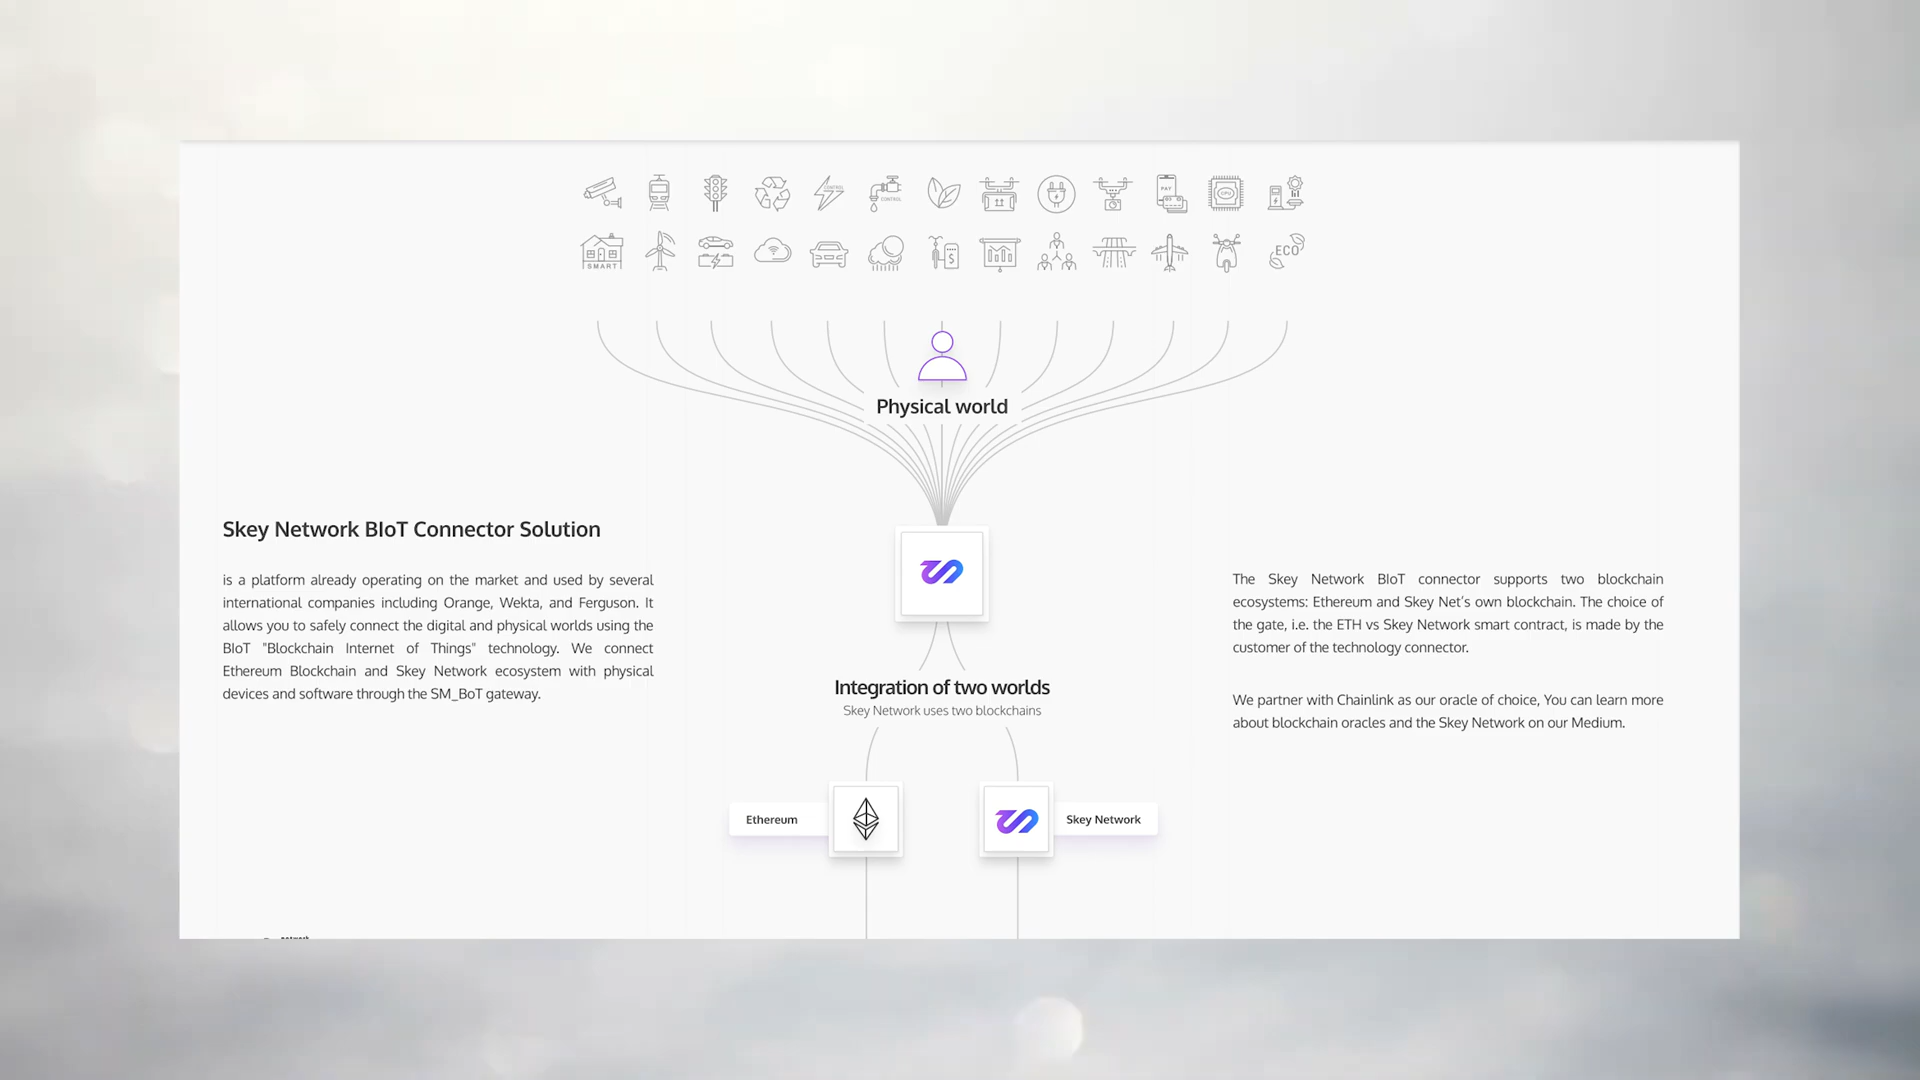 CONTROL
CONTROL
PAY
CPU
SMART
$
ECO
Physical world
Skey Network BIoT Connector Solution
is a platform already operating on the market and used by several
international companies including Orange, Wekta, and Ferguson. It
allows you to safely connect the digital and physical worlds using the
BIoT "Blockchain Internet of Things" technology. We connect
Ethereum Blockchain and Skey Network ecosystem with physical
devices and software through the SM_BoT gateway.
Integration of two worlds
Skey Network uses two blockchains
Ethereum
Skey Network
The Skey Network BIoT connector supports two blockchain
ecosystems: Ethereum and Skey Net´s own blockchain. The choice of
the gate, i.e. the ETH vs Skey Network smart contract, is made by the
customer of the technology connector.
We partner with Chainlink as our oracle of choice, You can learn more
about blockchain oracles and the Skey Network on our Medium.